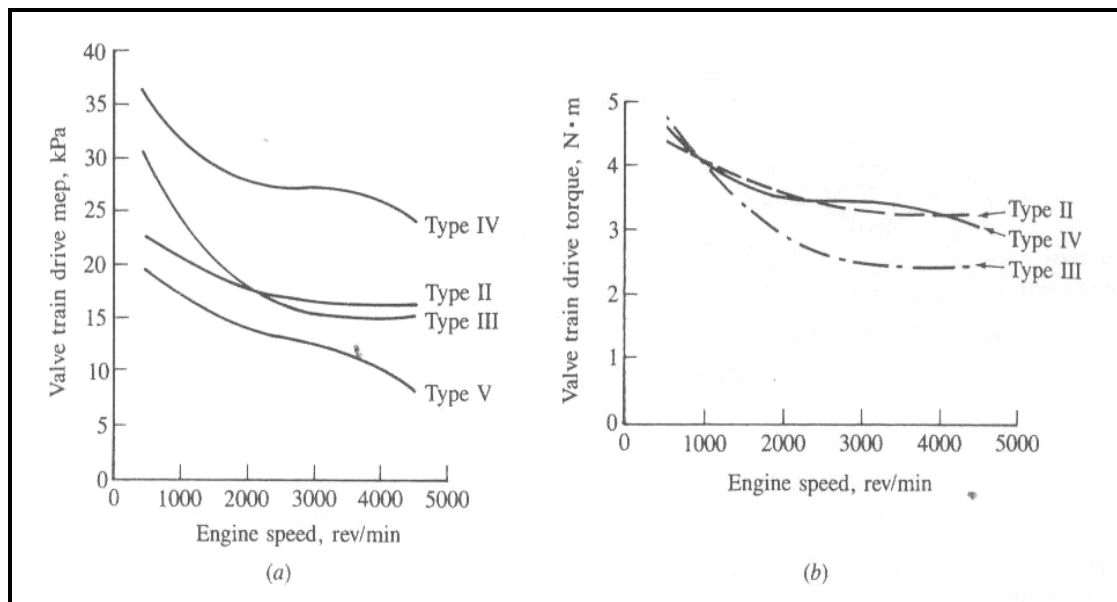 Valve train drive mep, kPa
40
35
30
25
20
15
10
5
0
0 1000 2000 3000 4000 5000
Engine speed, rev/min
Type IV
Type II
Type III
Type V
(a)
Valve train drive torque, N·m
5
4
3
2
1
0
0 1000 2000 3000 4000 5000
Engine speed, rev/min
Type II
Type IV
Type III
(b)